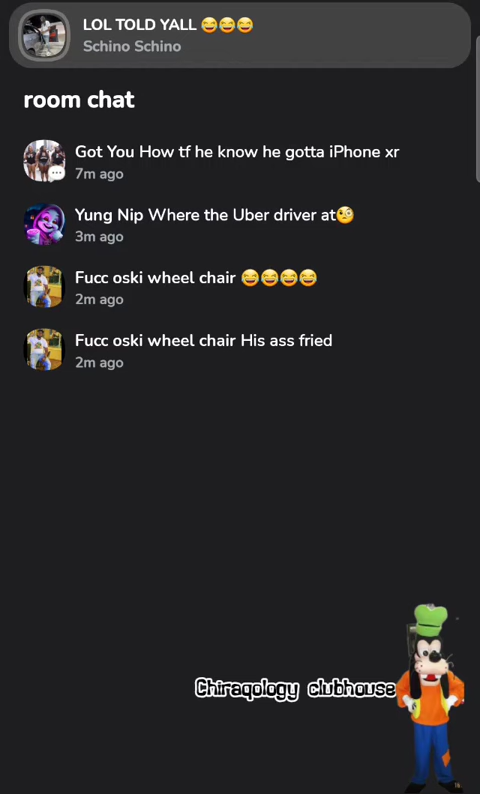 LOL TOLD YALL 😂😂😂
Schino Schino
room chat
Got You How tf he know he gotta iPhone xr
7m ago
Yung Nip Where the Uber driver at🧐
3m ago
Fucc oski wheel chair 😂😂😂😂
2m ago
Fucc oski wheel chair His ass fried
2m ago
Chiraqology clubhouse